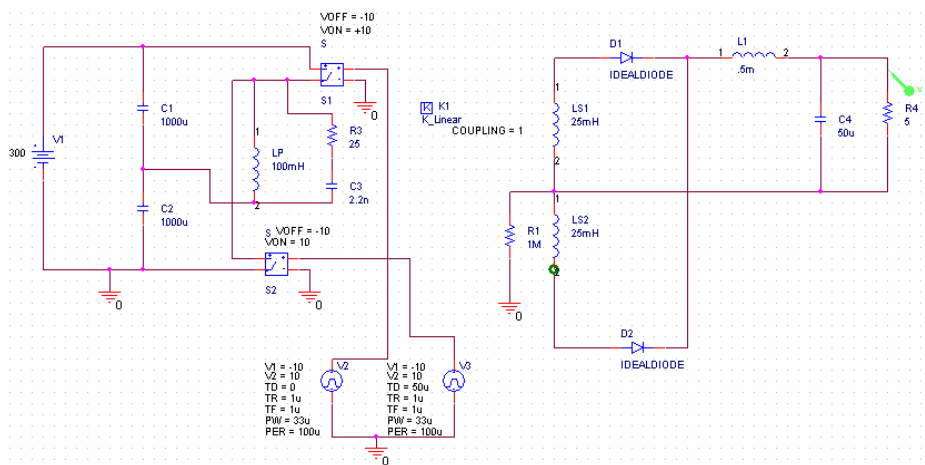 VOFF = -10
VON = +10
S
S1
0
V1
300
C1
1000u
C2
1000u
0
1
LP
100mH
2
R3
25
C3
2.2n
S VOFF = -10
VON = 10
S2
0
K K1
K_Linear
COUPLING = 1
D1
IDEALDIODE
L1
1 2
.5m
1
LS1
25mH
2
C4
50u
R4
5
V
R1
1M
0
1
LS2
25mH
2
D2
IDEALDIODE
V1 = -10
V2 = 10
TD = 0
TR = 1u
TF = 1u
PW = 33u
PER = 100u
V2
V1 = -10
V2 = 10
TD = 50u
TR = 1u
TF = 1u
PW = 33u
PER = 100u
V3
0